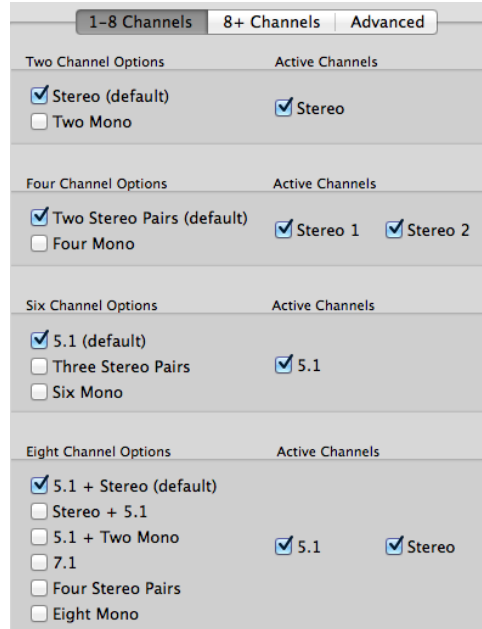 1-8 Channels 8+ Channels Advanced
Two Channel Options Active Channels
Stereo (default)
Two Mono
Stereo
Four Channel Options Active Channels
Two Stereo Pairs (default)
Four Mono
Stereo 1 Stereo 2
Six Channel Options Active Channels
5.1 (default)
Three Stereo Pairs
Six Mono
5.1
Eight Channel Options Active Channels
5.1 + Stereo (default)
Stereo + 5.1
5.1 + Two Mono
7.1
Four Stereo Pairs
Eight Mono
5.1 Stereo